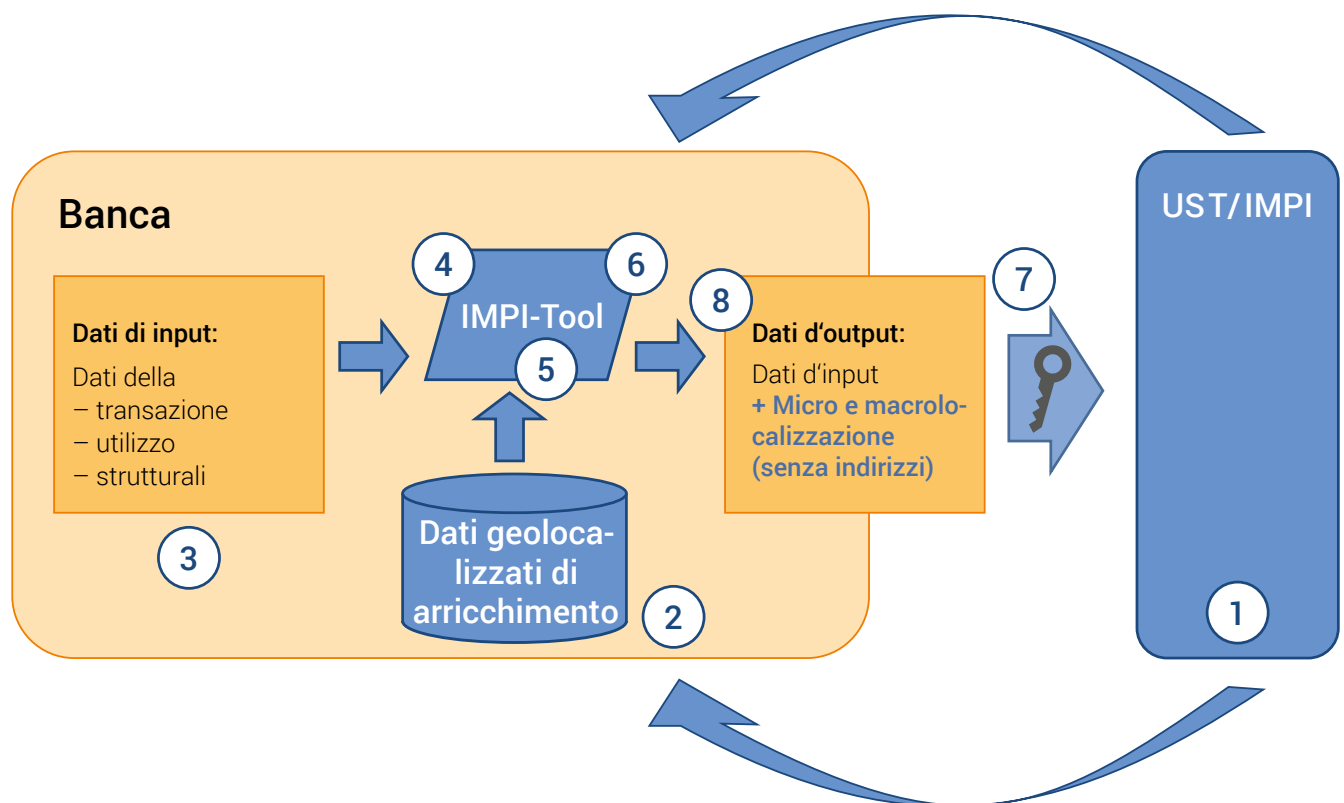 Banca
UST/IMPI
4
6
7
8
IMPI-Tool
5
Dati di input:
Dati della
– transazione
– utilizzo
– strutturali
3
Dati d‘output:
Dati d‘input
+ Micro e macrolo-
calizzazione
(senza indirizzi)
Dati geoloca-
lizzati di
arricchimento
2
1